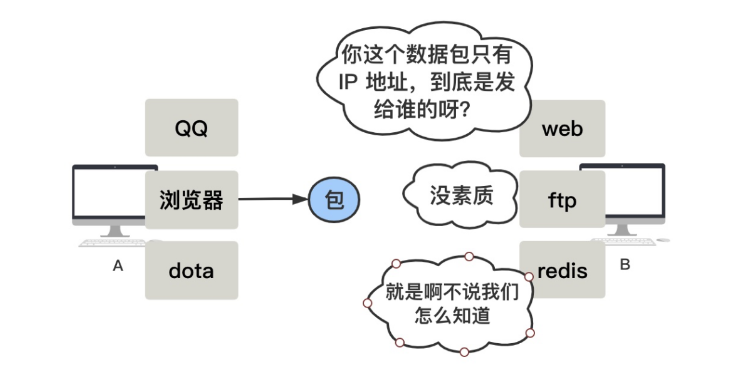 你这个数据包只有
IP 地址，到底是发
给谁的呀？
QQ
web
浏览器
包
没素质
ftp
A
dota
就是啊不说我们
怎么知道
redis
B